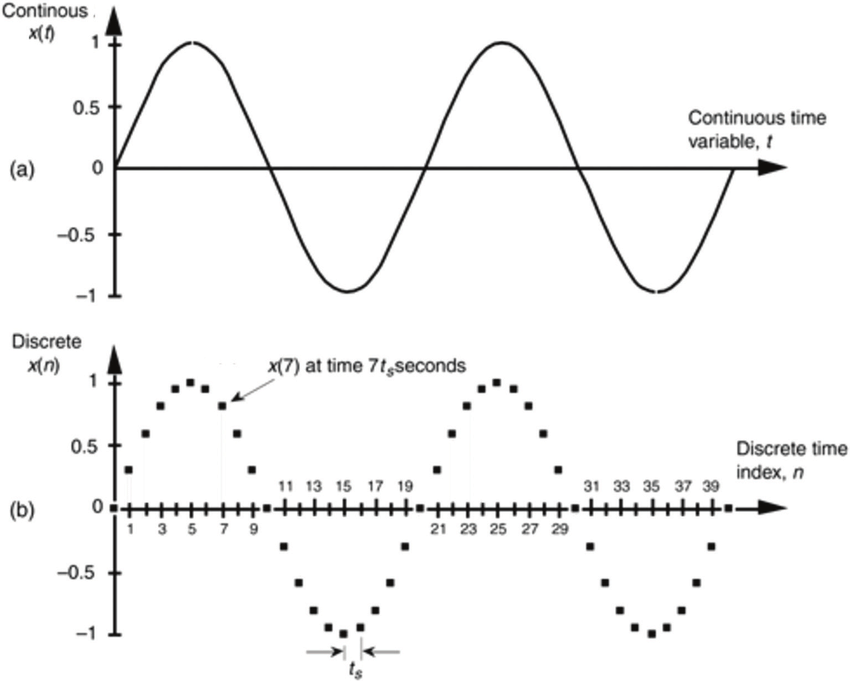 Continous
x(t)
1
0.5
Continuous time
variable, t
(a)
0
–0.5
–1
Discrete
x(n)
x(7) at time 7tsseconds
1
0.5
Discrete time
index, n
11 13 15 17 19 31 33 35 37 39
(b)
0
1 3 5 7 9 21 23 25 27 29
–0.5
–1
ts